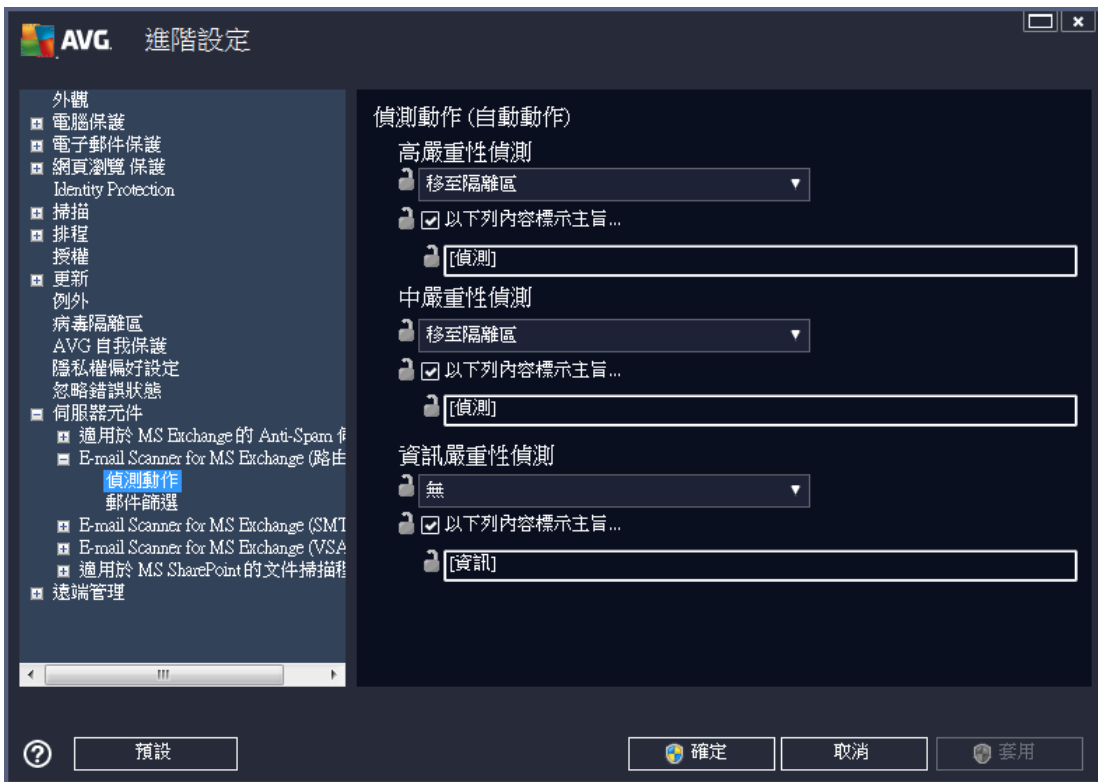 AVG. 進階設定
外觀
電腦保護
電子郵件保護
網頁瀏覽 保護
Identity Protection
掃描
排程
授權
更新
例外
病毒隔離區
AVG 自我保護
隱私權偏好設定
忽略錯誤狀態
伺服器元件
適用於 MS Exchange 的 Anti-Spam 伺
E-mail Scanner for MS Exchange (路由
偵測動作
郵件篩選
E-mail Scanner for MS Exchange (SMT
E-mail Scanner for MS Exchange (VSA
適用於 MS SharePoint 的文件掃描程
遠端管理
偵測動作 (自動動作)
高嚴重性偵測
移至隔離區
以下列內容標示主旨...
[偵測]
中嚴重性偵測
移至隔離區
以下列內容標示主旨...
[偵測]
資訊嚴重性偵測
無
以下列內容標示主旨...
[資訊]
預設
確定
取消
套用